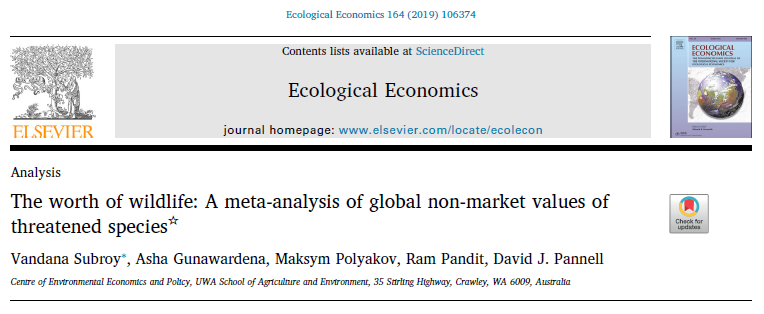 Ecological Economics 164 (2019) 106374
Contents lists available at ScienceDirect
Ecological Economics
journal homepage: www.elsevier.com/locate/ecolecon
ELSEVIER
ECOLOGICAL
ECONOMICS
Analysis
The worth of wildlife: A meta-analysis of global non-market values of
threatened species☆
Check for
updates
Vandana Subroy*, Asha Gunawardena, Maksym Polyakov, Ram Pandit, David J. Pannell
Centre of Environmental Economics and Policy, UWA School of Agriculture and Environment, 35 Stirling Highway, Crawley, WA 6009, Australia